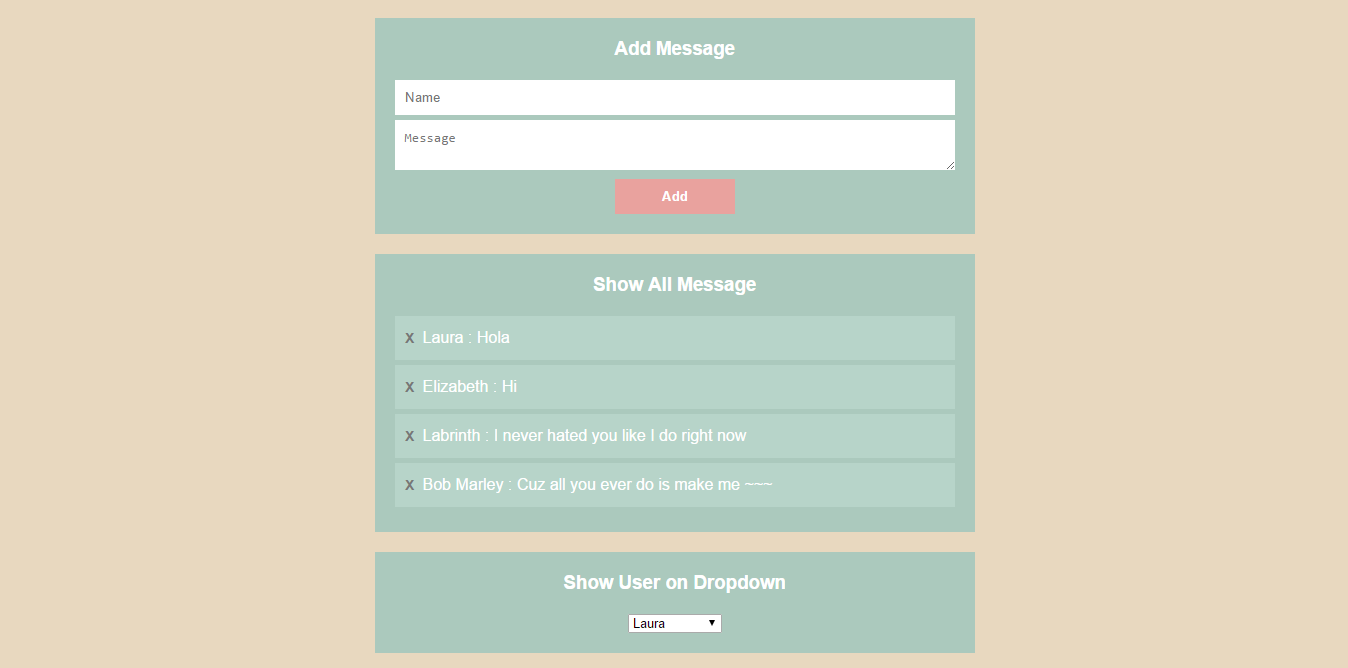 Add Message
Name
Message
Add
Show All Message
X Laura : Hola
X Elizabeth : Hi
X Labrinth : I never hated you like I do right now
X Bob Marley : Cuz all you ever do is make me ~~~
Show User on Dropdown
Laura